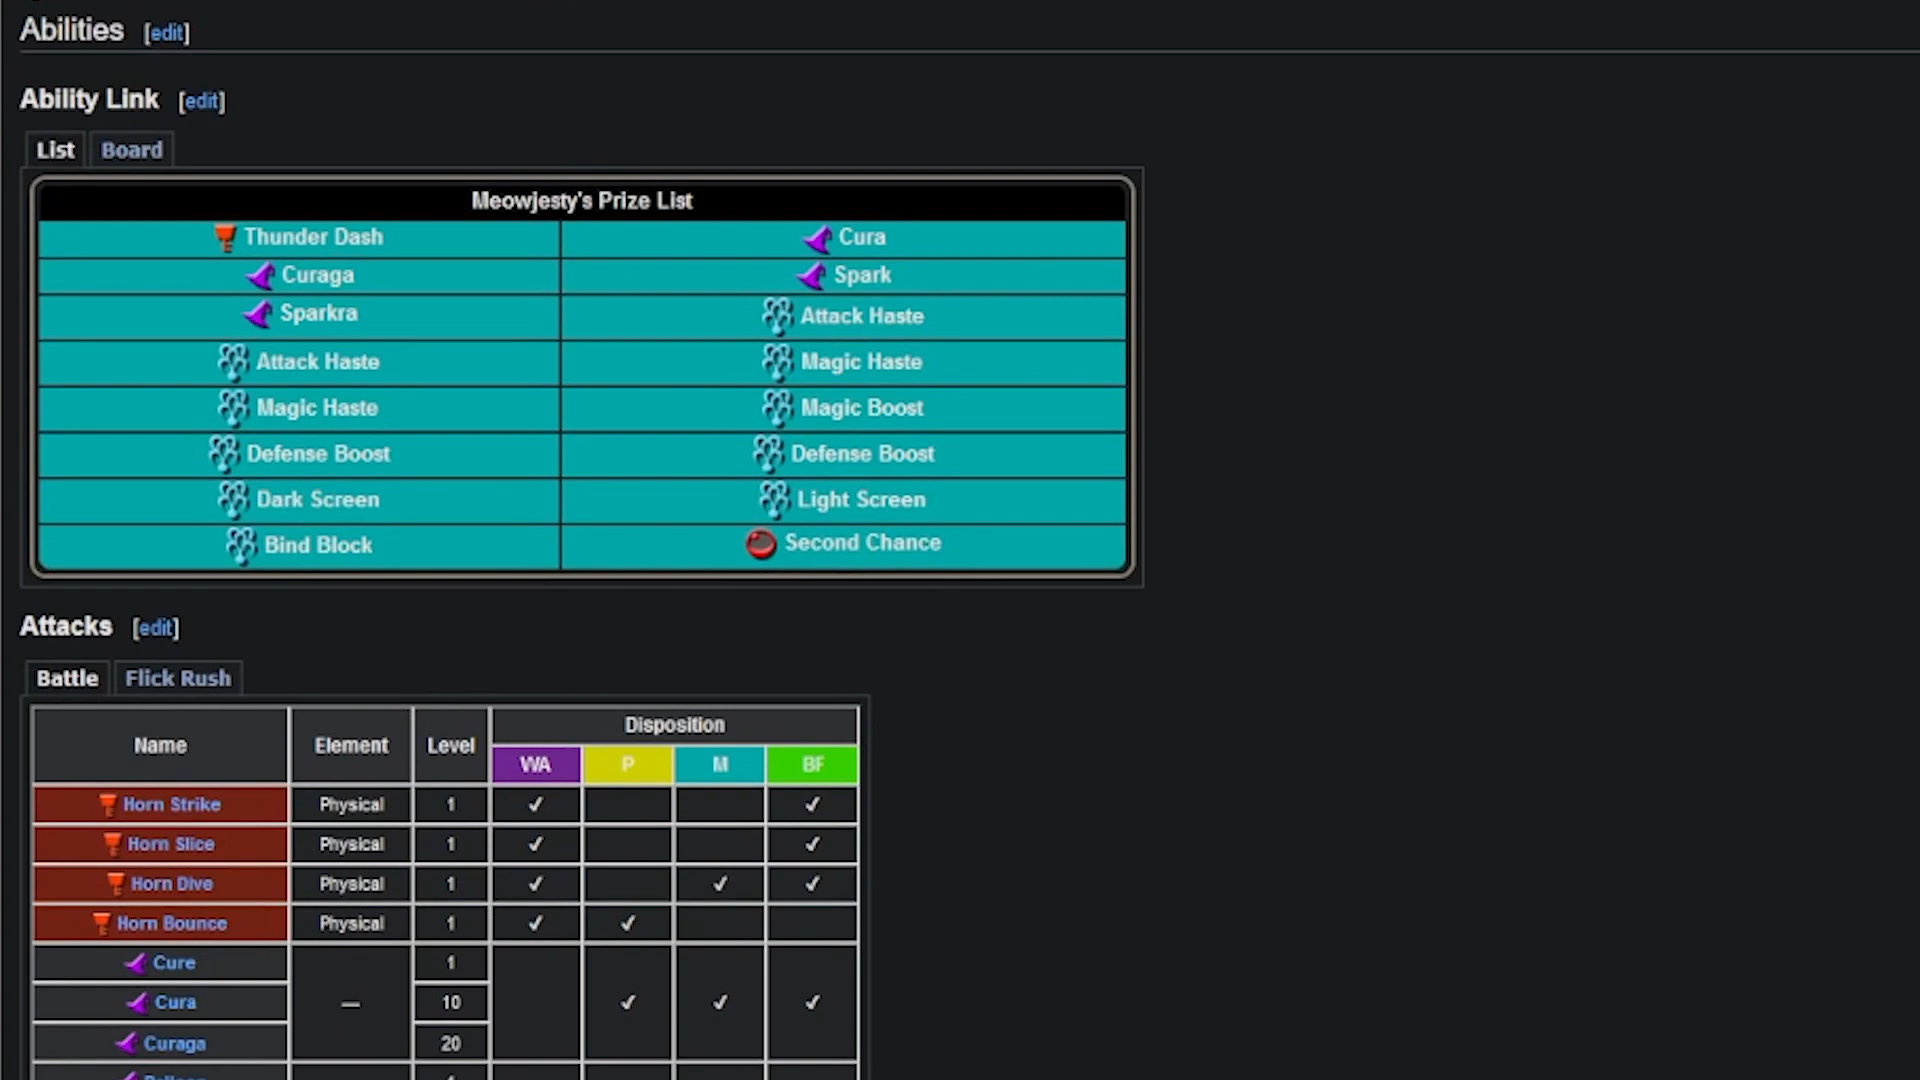 Abilities [edit]
Ability Link [edit]
List Board
Meowjesty's Prize List
Thunder Dash Cura
Curaga Spark
Sparkra Attack Haste
Attack Haste Magic Haste
Magic Haste Magic Boost
Defense Boost Defense Boost
Dark Screen Light Screen
Bind Block Second Chance
Attacks [edit]
Battle Flick Rush
Name Element Level Disposition
WA P M BF
Horn Strike Physical 1 ✓ ✓
Horn Slice Physical 1 ✓ ✓
Horn Dive Physical 1 ✓ ✓ ✓
Horn Bounce Physical 1 ✓ ✓
Cure 1
Cura — 10 ✓ ✓ ✓
Curaga 20